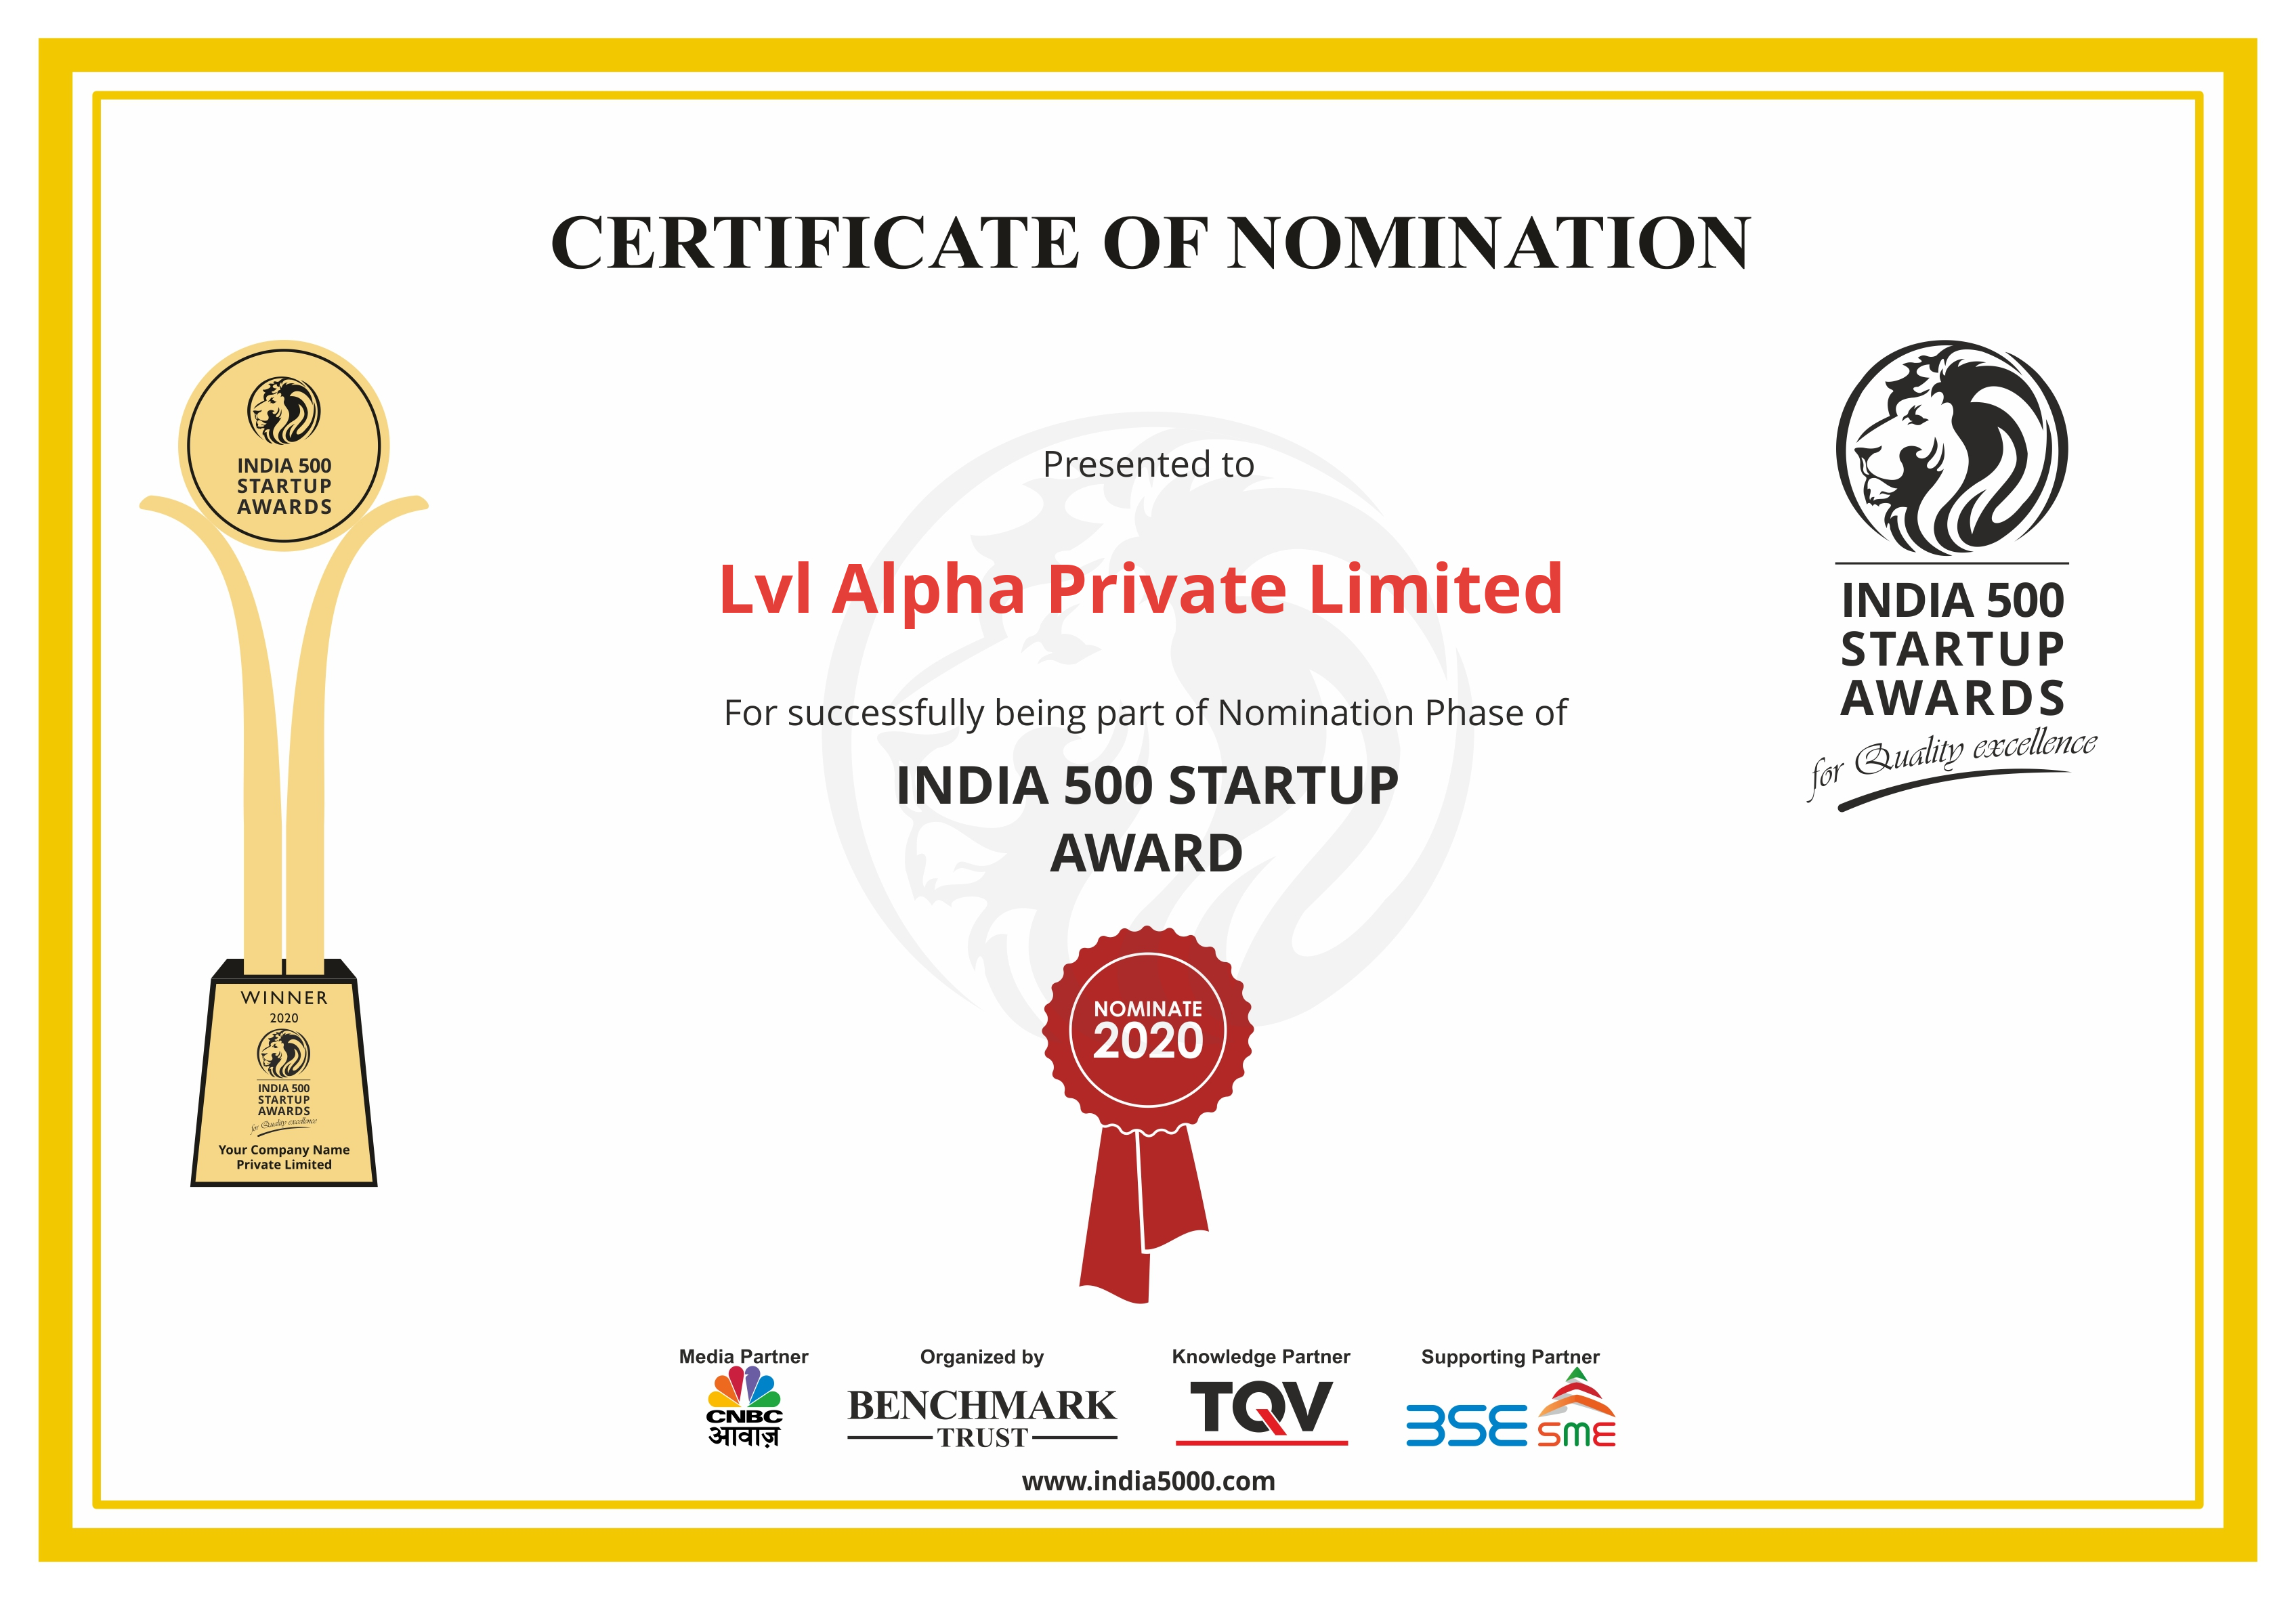 CERTIFICATE OF NOMINATION
INDIA 500
STARTUP
AWARDS
WINNER
2020
INDIA 500
STARTUP
AWARDS
for Quality excellence
Your Company Name
Private Limited
Presented to
Lvl Alpha Private Limited
For successfully being part of Nomination Phase of
INDIA 500 STARTUP
AWARD
NOMINATE
2020
INDIA 500
STARTUP
AWARDS
for Quality excellence
Media Partner
CNBC
आवाज़
Organized by
BENCHMARK
TRUST
Knowledge Partner
TQV
Supporting Partner
BSE SME
www.india5000.com